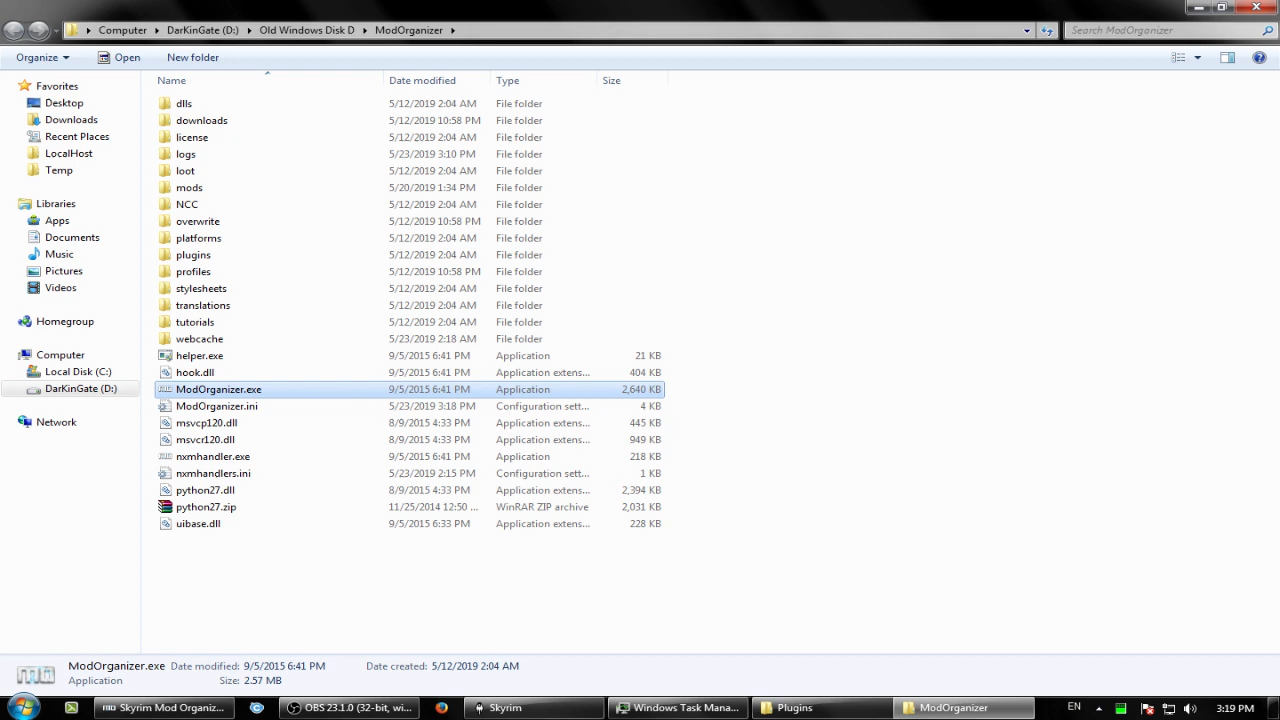 Computer ▸ DarKinGate (D:) ▸ Old Windows Disk D ▸ ModOrganizer ▸
Search ModOrganizer
Organize Open New folder
Name Date modified Type Size
Favorites
Desktop
Downloads
Recent Places
LocalHost
Temp
Libraries
Apps
Documents
Music
Pictures
Videos
Homegroup
Computer
Local Disk (C:)
DarKinGate (D:)
Network
dlls 5/12/2019 2:04 AM File folder
downloads 5/12/2019 10:58 PM File folder
license 5/12/2019 2:04 AM File folder
logs 5/23/2019 3:10 PM File folder
loot 5/12/2019 2:04 AM File folder
mods 5/20/2019 1:34 PM File folder
NCC 5/12/2019 2:04 AM File folder
overwrite 5/12/2019 10:58 PM File folder
platforms 5/12/2019 2:04 AM File folder
plugins 5/12/2019 2:04 AM File folder
profiles 5/12/2019 10:58 PM File folder
stylesheets 5/12/2019 2:04 AM File folder
translations 5/12/2019 2:04 AM File folder
tutorials 5/12/2019 2:04 AM File folder
webcache 5/23/2019 2:18 AM File folder
helper.exe 9/5/2015 6:41 PM Application 21 KB
hook.dll 9/5/2015 6:41 PM Application extens... 404 KB
ModOrganizer.exe 9/5/2015 6:41 PM Application 2,640 KB
ModOrganizer.ini 5/23/2019 3:18 PM Configuration sett... 4 KB
msvcp120.dll 8/9/2015 4:33 PM Application extens... 445 KB
msvcr120.dll 8/9/2015 4:33 PM Application extens... 949 KB
nxmhandler.exe 9/5/2015 6:41 PM Application 218 KB
nxmhandlers.ini 5/23/2019 2:15 PM Configuration sett... 1 KB
python27.dll 8/9/2015 4:33 PM Application extens... 2,394 KB
python27.zip 11/25/2014 12:50 ... WinRAR ZIP archive 2,031 KB
uibase.dll 9/5/2015 6:33 PM Application extens... 228 KB
ModOrganizer.exe Date modified: 9/5/2015 6:41 PM Date created: 5/12/2019 2:04 AM
Application Size: 2.57 MB
Skyrim Mod Organiz... OBS 23.1.0 (32-bit, wi... Skyrim Windows Task Mana... Plugins ModOrganizer EN 3:19 PM